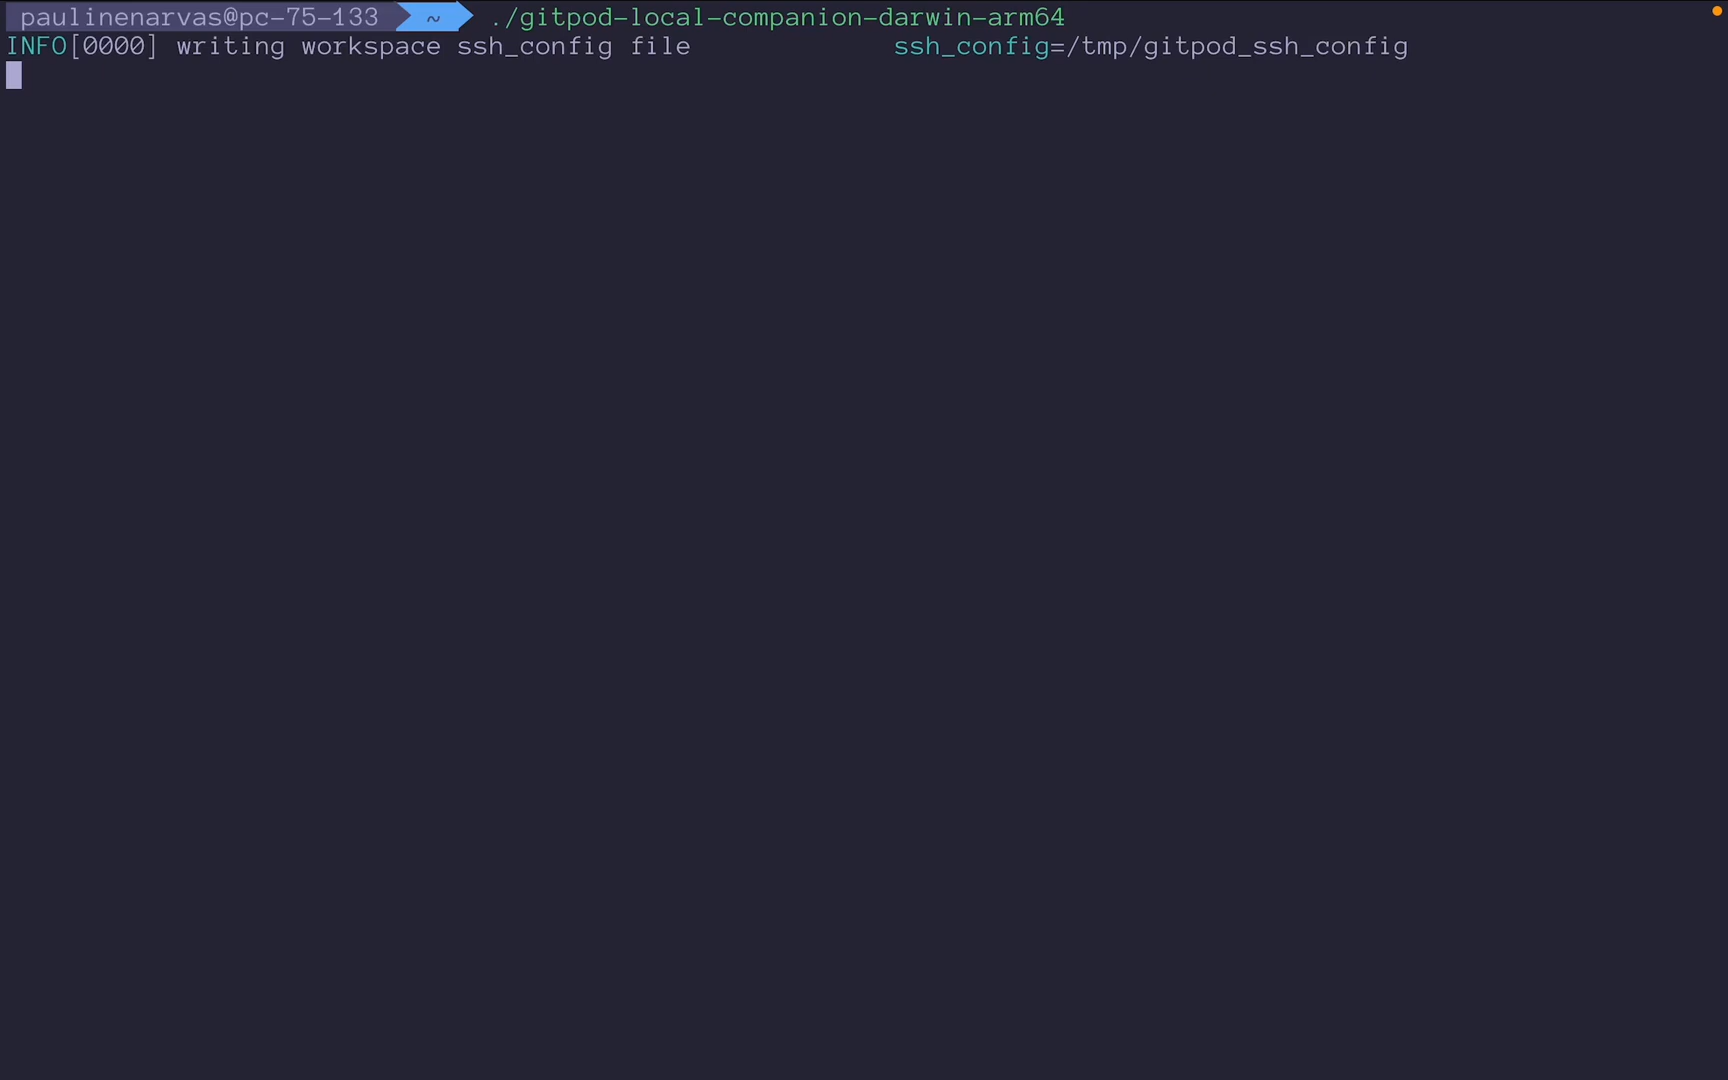 paulinenarvas@pc-75-133 ~ ./gitpod-local-companion-darwin-arm64
INFO[0000] writing workspace ssh_config file ssh_config=/tmp/gitpod_ssh_config